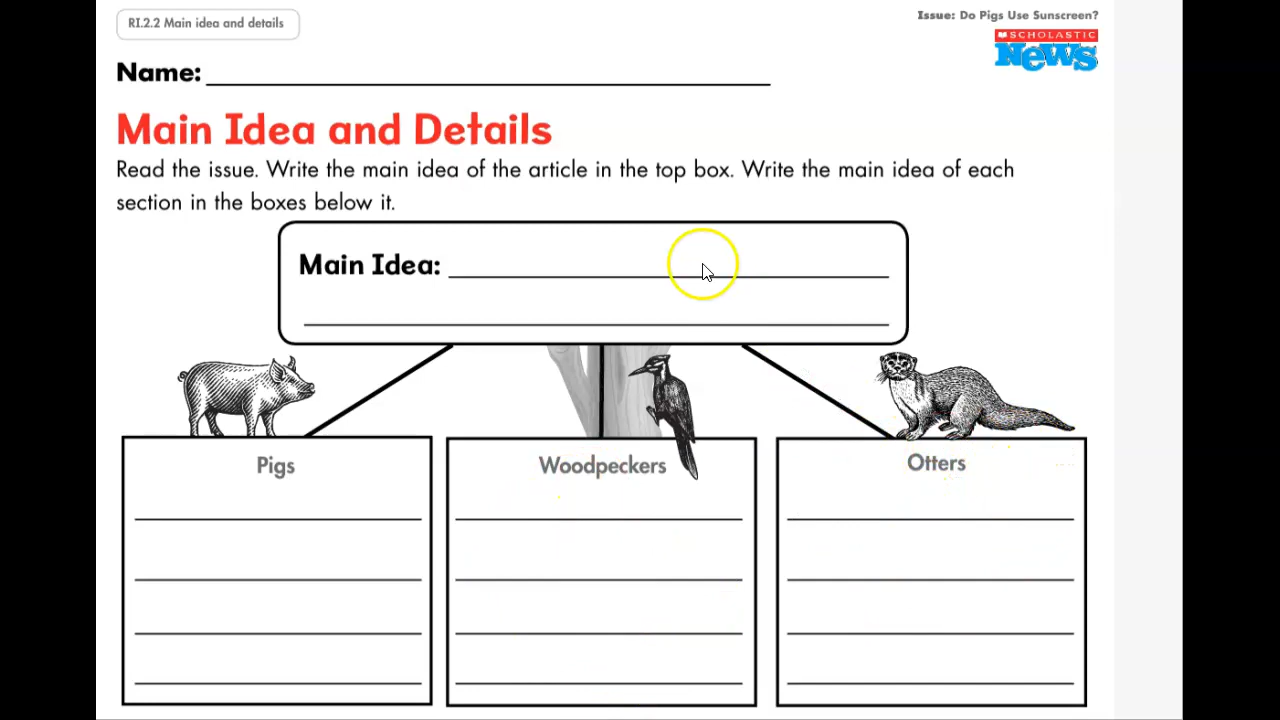 RI.2.2 Main idea and details
Issue: Do Pigs Use Sunscreen?
SCHOLASTIC
NEWS
Name:
Main Idea and Details
Read the issue. Write the main idea of the article in the top box. Write the main idea of each
section in the boxes below it.
Main Idea:
Pigs
Woodpeckers
Otters